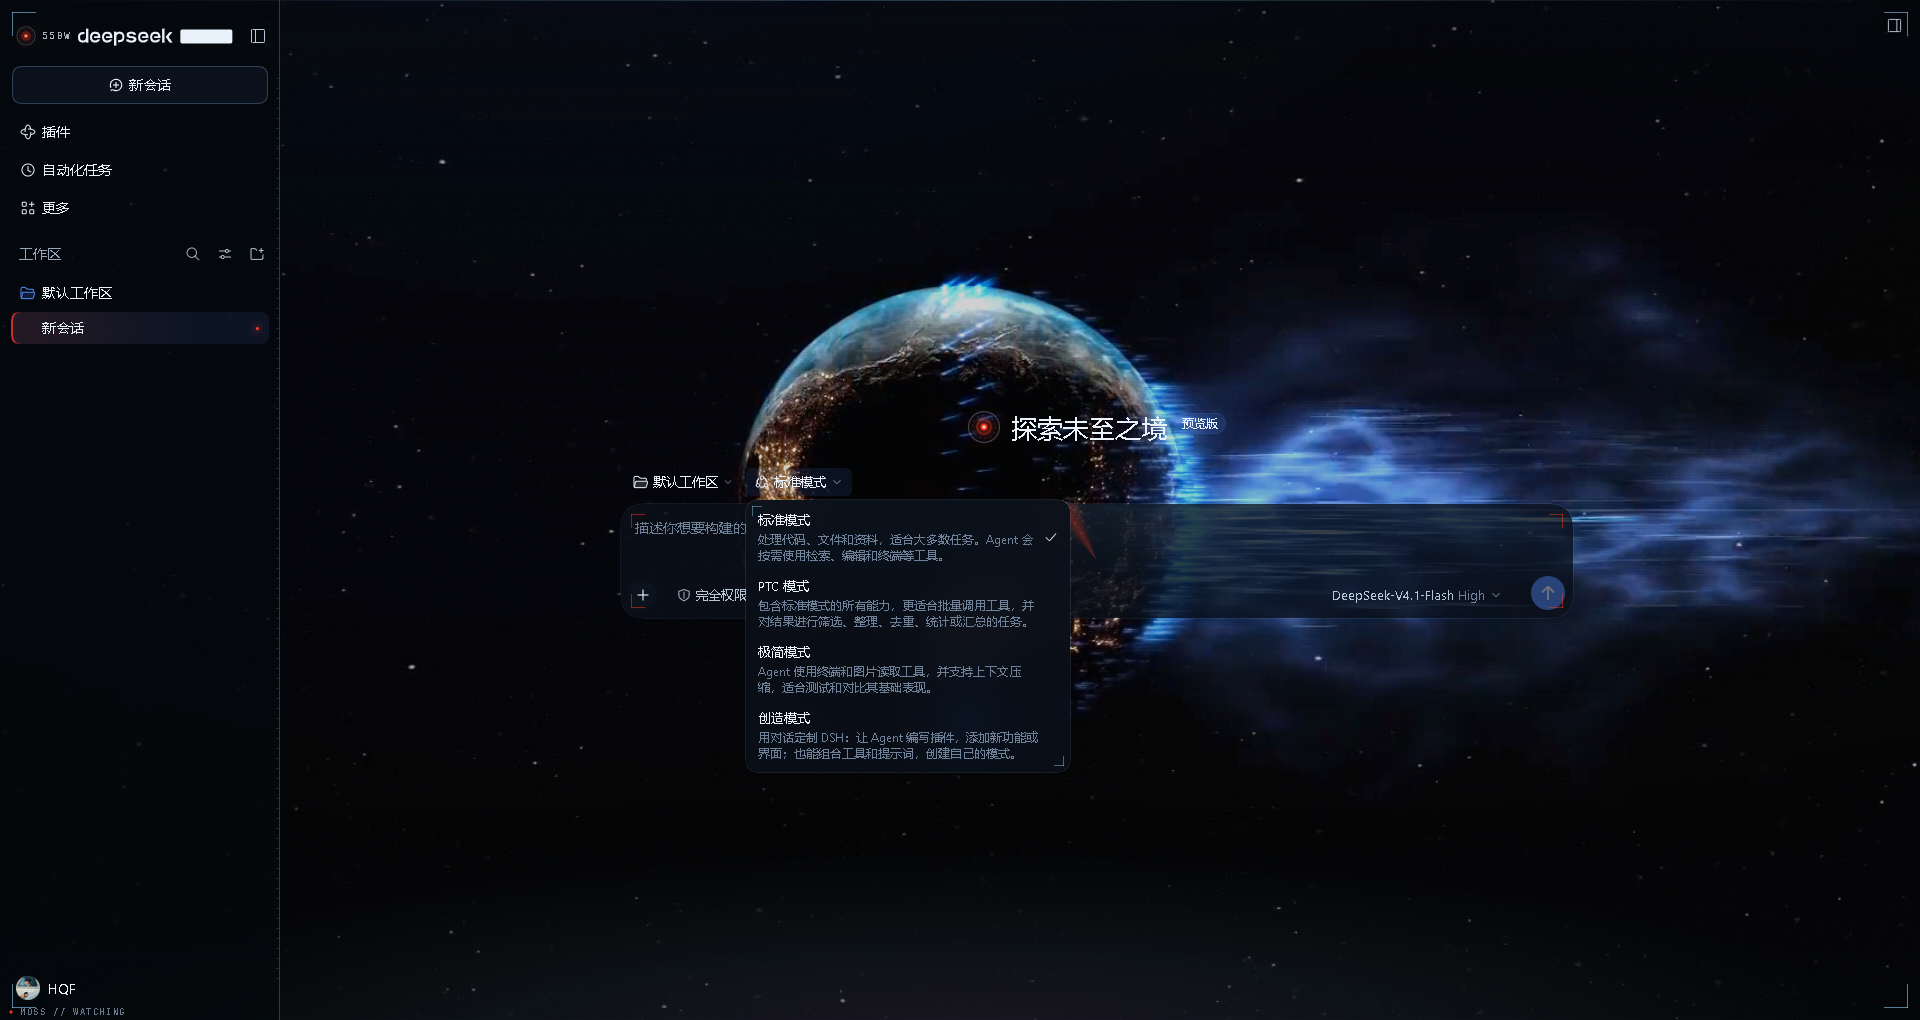 55BW deepseek
新会话
插件
自动化任务
更多
工作区
默认工作区
新会话
探索未至之境 预览版
默认工作区 标准模式
描述你想要构建的
标准模式
处理代码、文件和资料，适合大多数任务。Agent 会
按需使用检索、编辑和终端等工具。
PTC 模式
包含标准模式的所有能力，更适合批量调用工具，并
对结果进行筛选、整理、去重、统计或汇总的任务。
极简模式
Agent 使用终端和图片读取工具，并支持上下文压
缩，适合测试和对比其基础表现。
创造模式
用对话定制 DSH：让 Agent 编写插件，添加新功能或
界面；也能组合工具和提示词，创建自己的模式。
完全权限
DeepSeek-V4.1-Flash High
HQF
MOSS // WATCHING